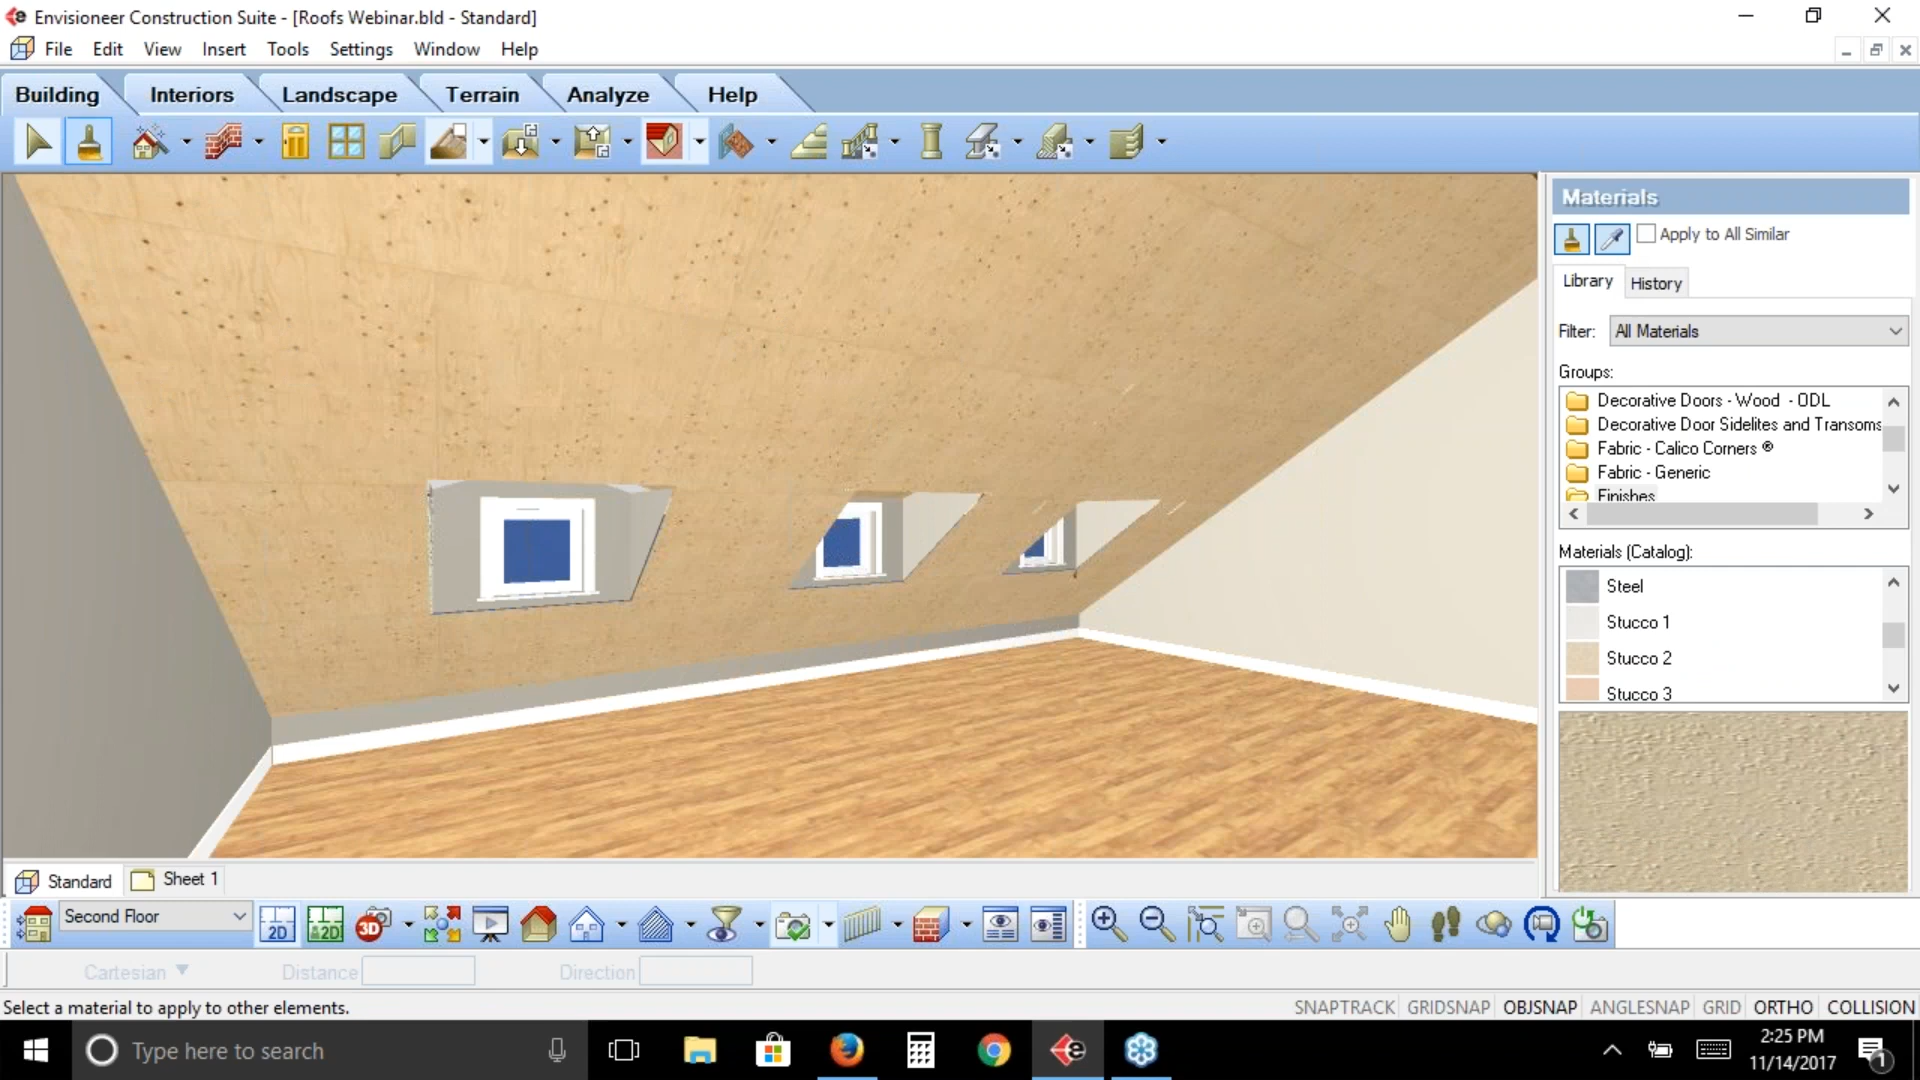 Envisioneer Construction Suite - [Roofs Webinar.bld - Standard]
File Edit View Insert Tools Settings Window Help
Building Interiors Landscape Terrain Analyze Help
Materials
Apply to All Similar
Library History
Filter: All Materials
Groups:
Decorative Doors - Wood - ODL
Decorative Door Sidelites and Transoms
Fabric - Calico Corners ®
Fabric - Generic
Finishes
Materials (Catalog):
Steel
Stucco 1
Stucco 2
Stucco 3
Standard Sheet 1
Second Floor 2D 2D 3D
Cartesian Distance Direction
Select a material to apply to other elements.
SNAPTRACK GRIDSNAP OBJSNAP ANGLESNAP GRID ORTHO COLLISION
Type here to search
2:25 PM
11/14/2017
1